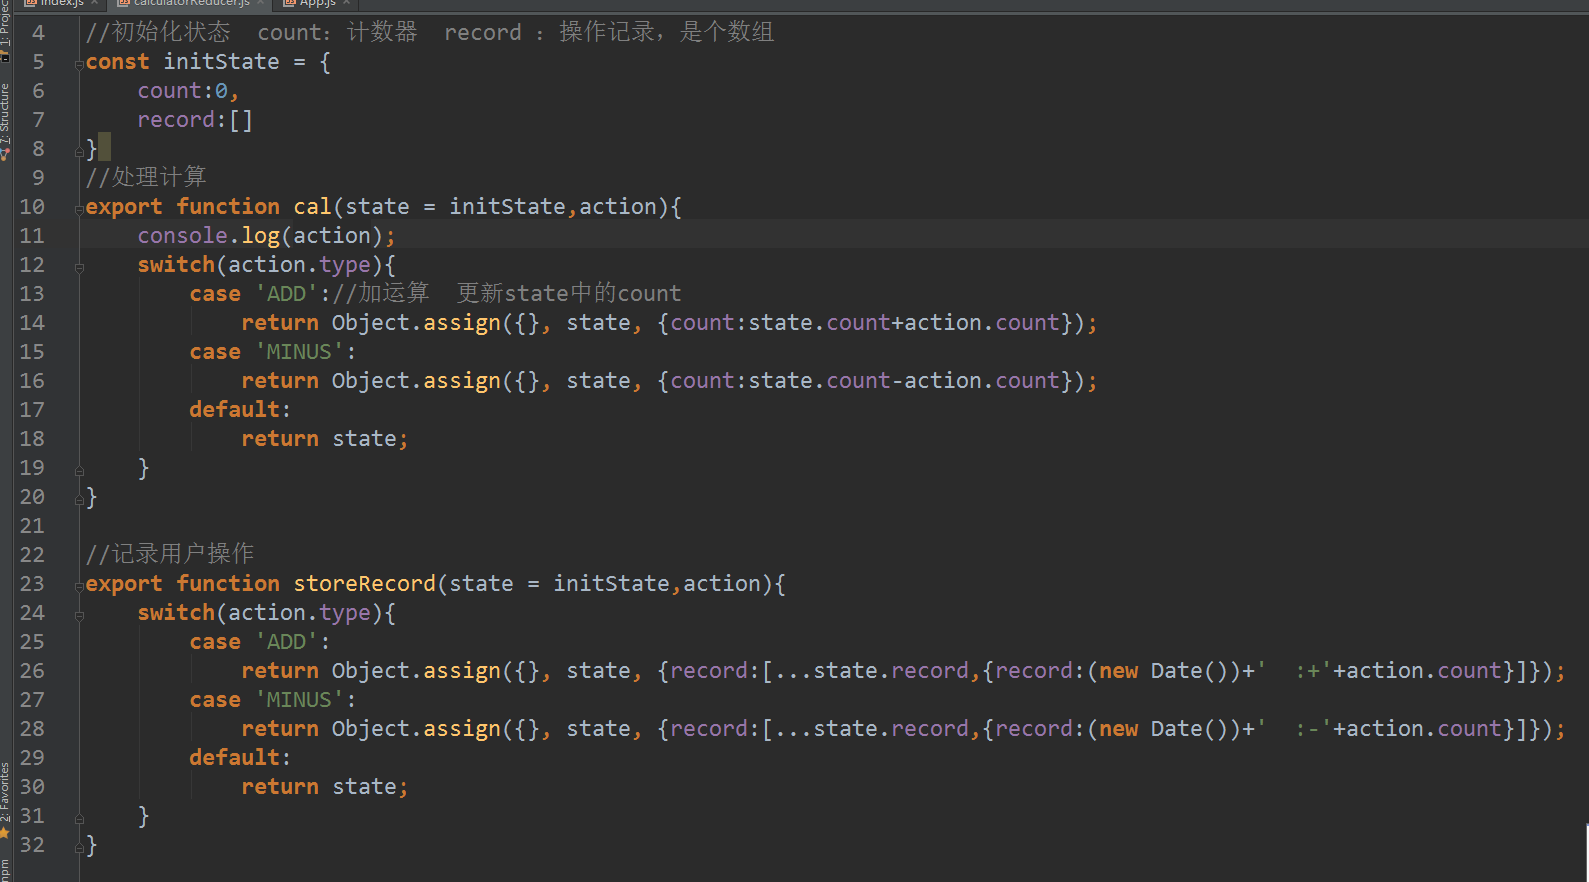 index.js calculatorReducer.js App.js
1: Project
7: Structure
2: Favorites
npm
4 //初始化状态  count: 计数器  record : 操作记录，是个数组
5 const initState = {
6     count:0,
7     record:[]
8 }
9 //处理计算
10 export function cal(state = initState,action){
11     console.log(action);
12     switch(action.type){
13         case 'ADD'://加运算  更新state中的count
14             return Object.assign({}, state, {count:state.count+action.count});
15         case 'MINUS':
16             return Object.assign({}, state, {count:state.count-action.count});
17         default:
18             return state;
19     }
20 }
21
22 //记录用户操作
23 export function storeRecord(state = initState,action){
24     switch(action.type){
25         case 'ADD':
26             return Object.assign({}, state, {record:[...state.record,{record:(new Date())+'  :+'+action.count}]});
27         case 'MINUS':
28             return Object.assign({}, state, {record:[...state.record,{record:(new Date())+'  :-'+action.count}]});
29         default:
30             return state;
31     }
32 }